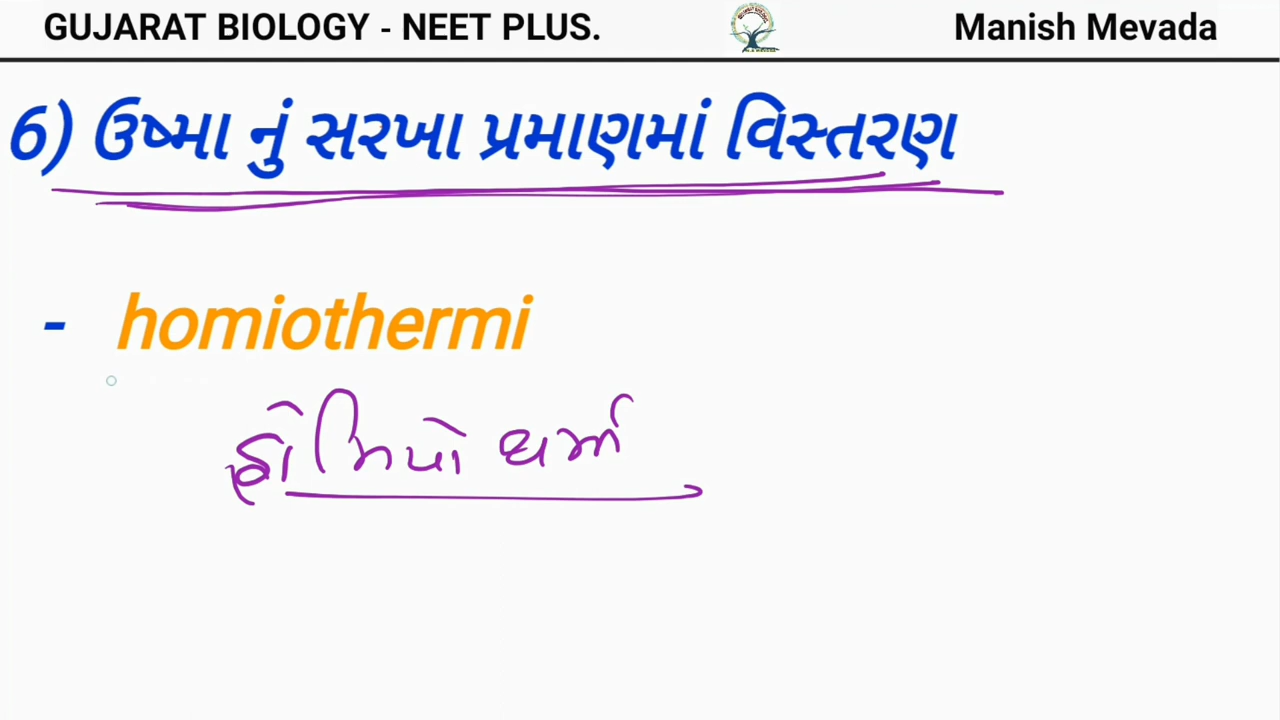 GUJARAT BIOLOGY - NEET PLUS. Manish Mevada
6) ઉષ્મા નું સરખા પ્રમાણમાં વિસ્તરણ
- homiothermi
હોમિયોથર્મી